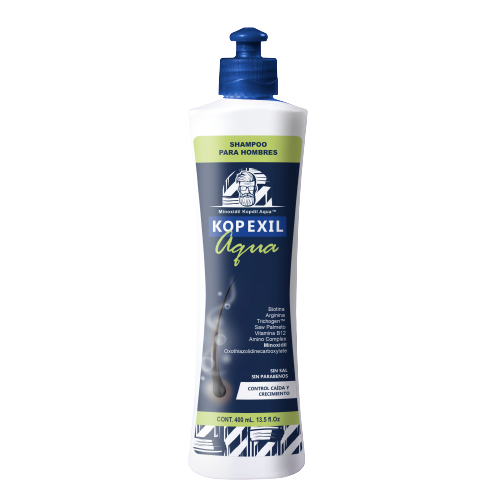 SHAMPOO
PARA HOMBRES
Minoxidil Kopdil Aqua™
KOPEXIL
Aqua
Biotina
Arginina
Trichogen™
Saw Palmeto
Vitamina B12
Amino Complex
Minoxidil
Oxothiazolidinecarboxylate
SIN SAL
SIN PARABENOS
CONTROL CAÍDA Y
CRECIMIENTO
CONT. 400 mL. 13.5 fl.Oz